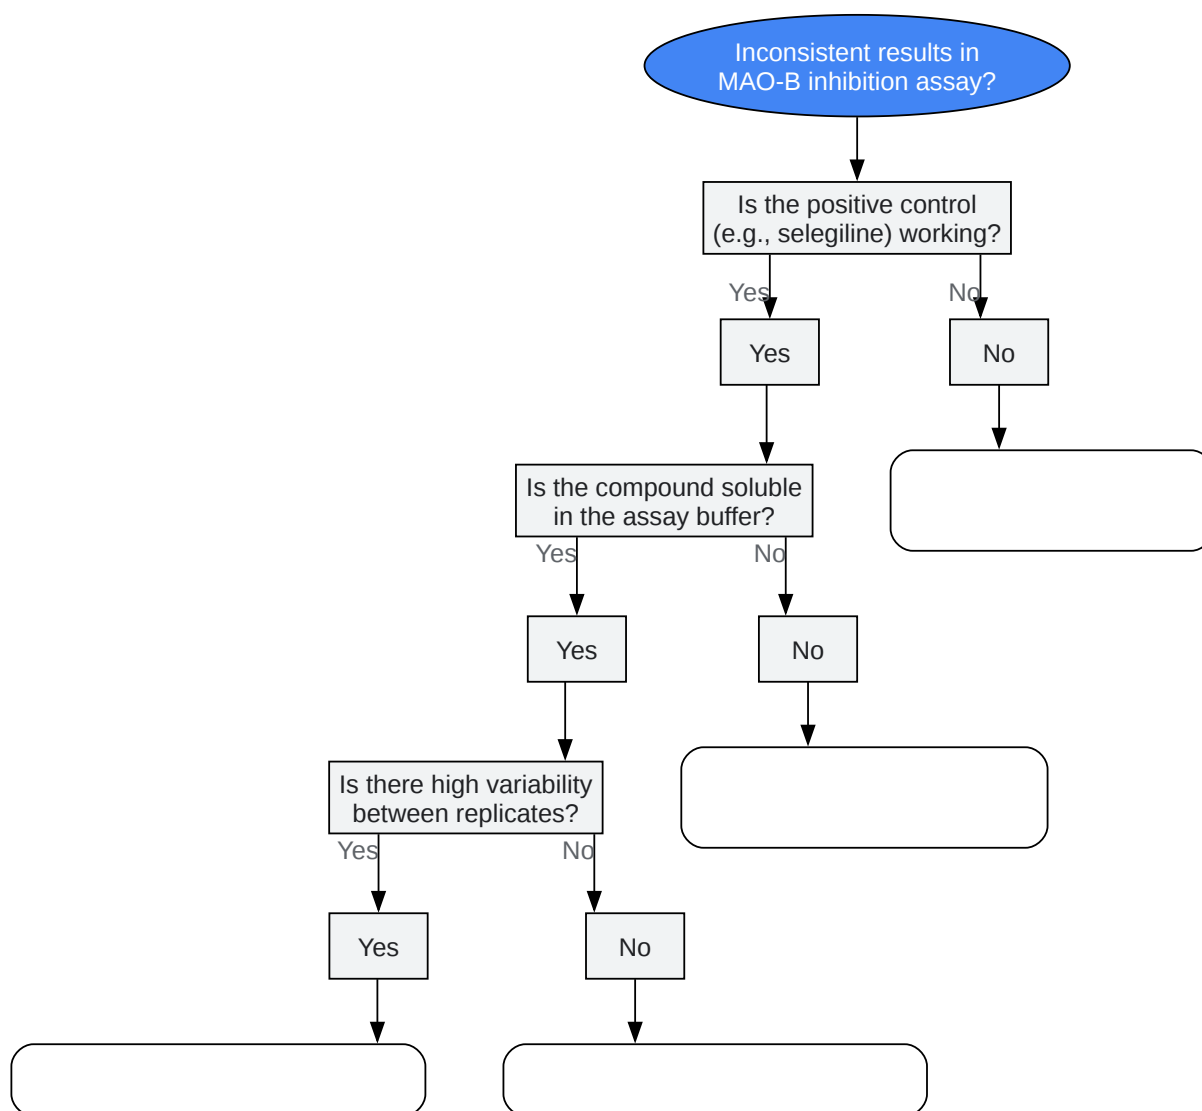 Inconsistent results in
MAO-B inhibition assay?
Is the positive control
(e.g., selegiline) working?
Yes
No
Yes
No
Is the compound soluble
in the assay buffer?
Yes
No
Yes
No
Is there high variability
between replicates?
Yes
No
Yes
No